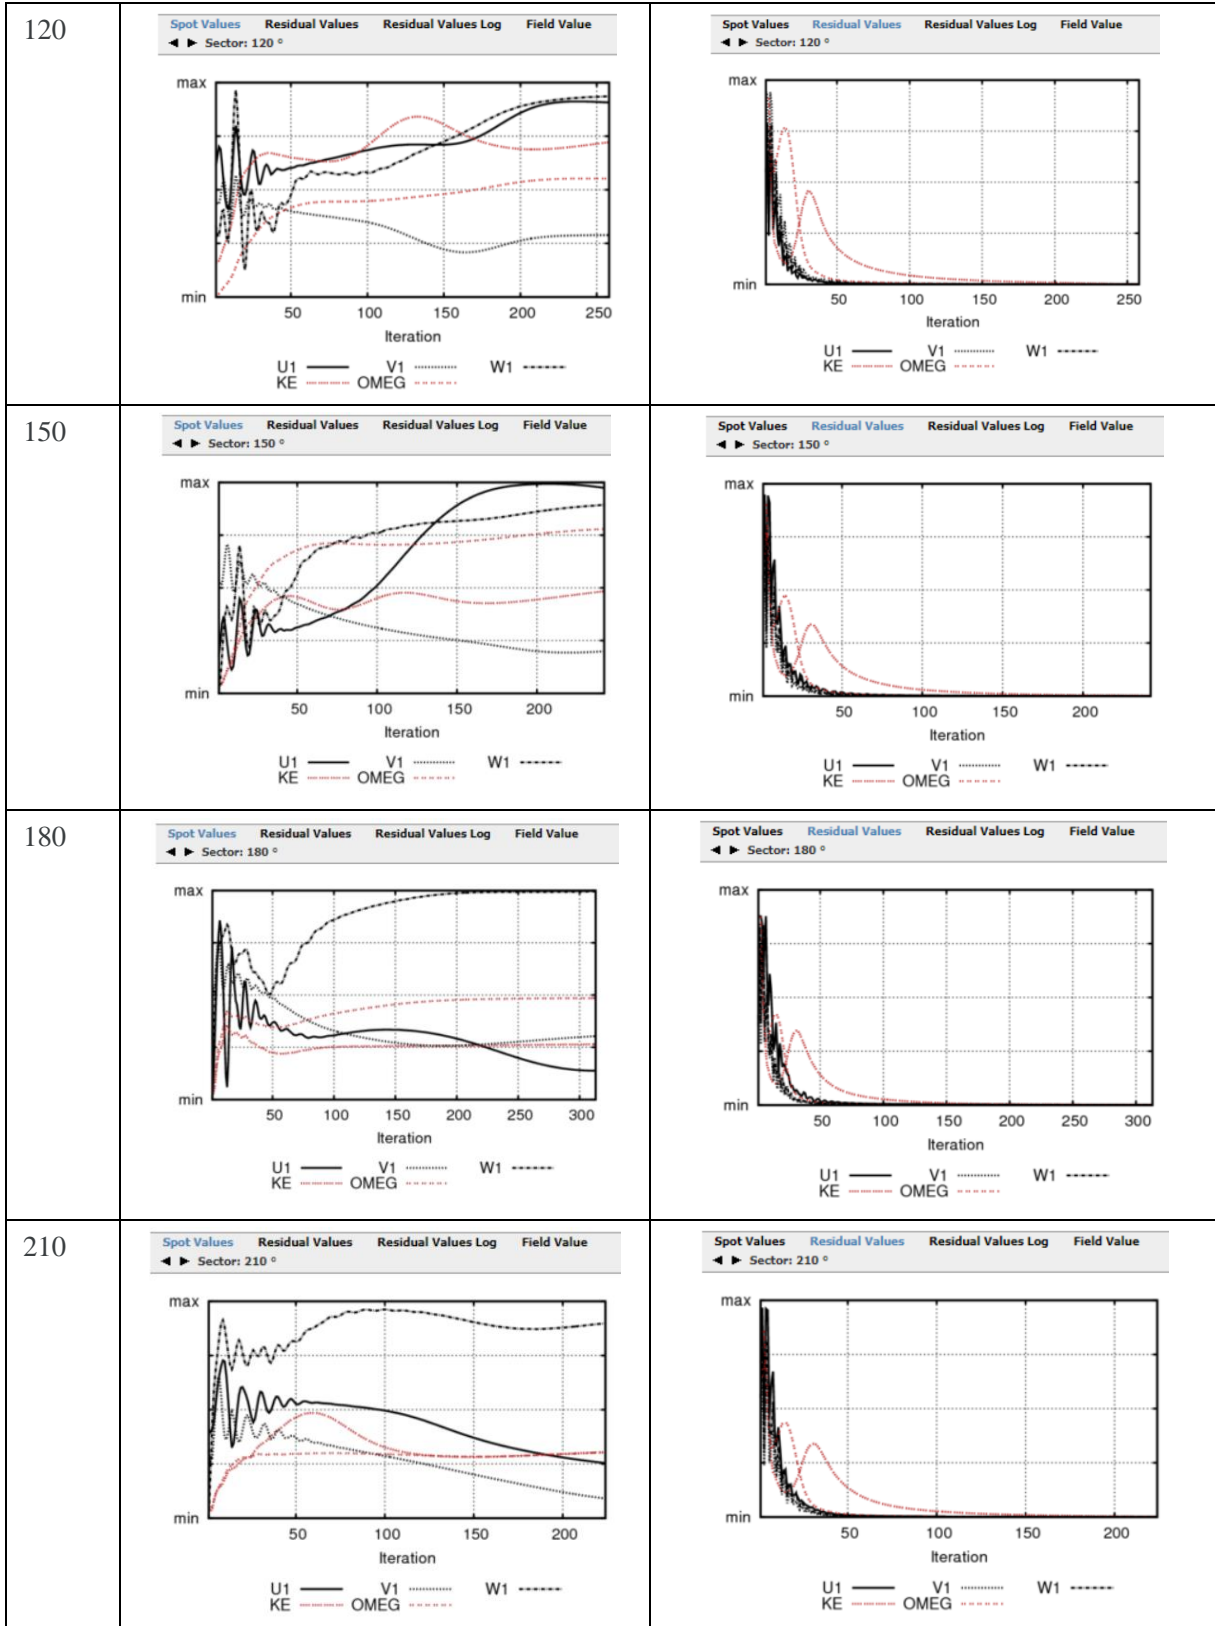 120
Spot Values Residual Values Residual Values Log Field Value
◄ ► Sector: 120 °
max
min
50 100 150 200 250
Iteration
U1 V1 W1
KE OMEG
Spot Values Residual Values Residual Values Log Field Value
◄ ► Sector: 120 °
max
min
50 100 150 200 250
Iteration
U1 V1 W1
KE OMEG
150
Spot Values Residual Values Residual Values Log Field Value
◄ ► Sector: 150 °
max
min
50 100 150 200
Iteration
U1 V1 W1
KE OMEG
Spot Values Residual Values Residual Values Log Field Value
◄ ► Sector: 150 °
max
min
50 100 150 200
Iteration
U1 V1 W1
KE OMEG
180
Spot Values Residual Values Residual Values Log Field Value
◄ ► Sector: 180 °
max
min
50 100 150 200 250 300
Iteration
U1 V1 W1
KE OMEG
Spot Values Residual Values Residual Values Log Field Value
◄ ► Sector: 180 °
max
min
50 100 150 200 250 300
Iteration
U1 V1 W1
KE OMEG
210
Spot Values Residual Values Residual Values Log Field Value
◄ ► Sector: 210 °
max
min
50 100 150 200
Iteration
U1 V1 W1
KE OMEG
Spot Values Residual Values Residual Values Log Field Value
◄ ► Sector: 210 °
max
min
50 100 150 200
Iteration
U1 V1 W1
KE OMEG